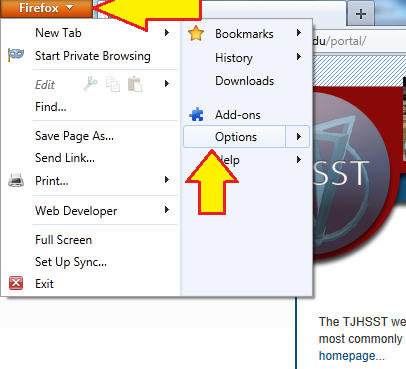 Firefox
New Tab
Start Private Browsing
Edit
Find...
Save Page As...
Send Link...
Print...
Web Developer
Full Screen
Set Up Sync...
Exit
Bookmarks
History
Downloads
Add-ons
Options
Help
du/portal/
SST
The TJHSST we
most commonly
homepage...